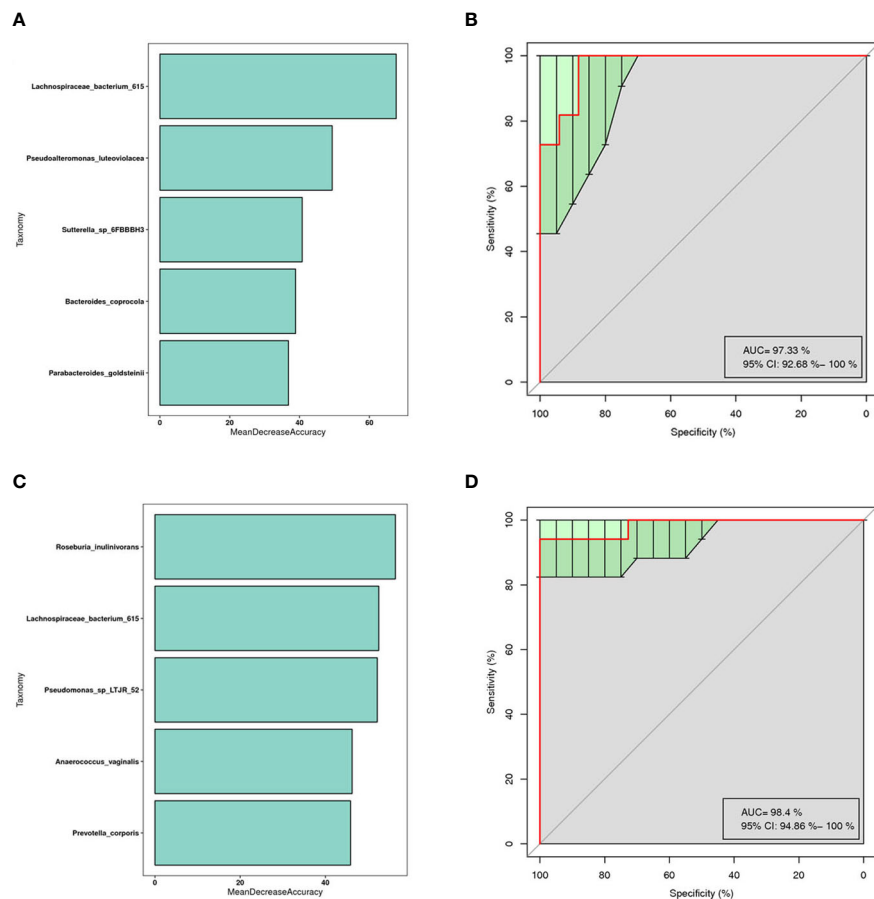 A
Taxnomy
Lachnospiraceae_bacterium_615
Pseudoalteromonas_luteoviolacea
Sutterella_sp_6FBBBH3
Bacteroides_coprocola
Parabacteroides_goldsteinii
0 20 40 60
MeanDecreaseAccuracy
B
Sensitivity (%)
100
80
60
40
20
0
AUC= 97.33 %
95% CI: 92.68 %– 100 %
100 80 60 40 20 0
Specificity (%)
C
Taxnomy
Roseburia_inulinivorans
Lachnospiraceae_bacterium_615
Pseudomonas_sp_LTJR_52
Anaerococcus_vaginalis
Prevotella_corporis
0 20 40
MeanDecreaseAccuracy
D
Sensitivity (%)
100
80
60
40
20
0
AUC= 98.4 %
95% CI: 94.86 %– 100 %
100 80 60 40 20 0
Specificity (%)